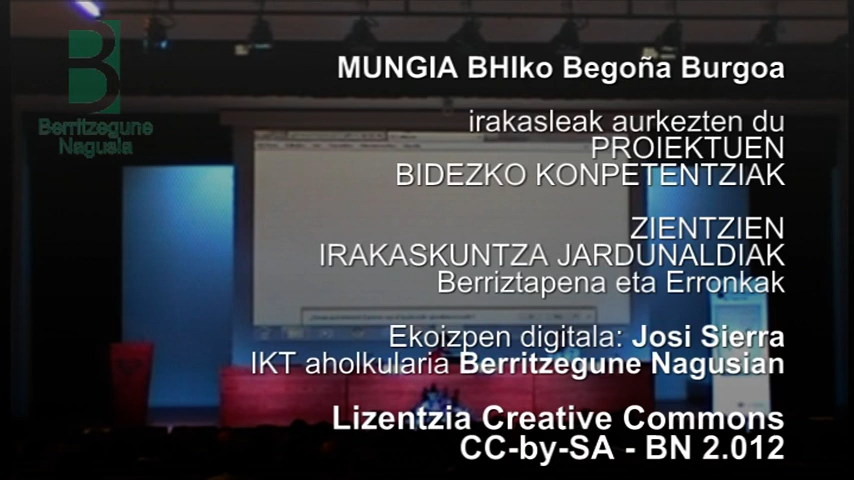 Berritzegune
Nagusia
MUNGIA BHIko Begoña Burgoa
irakasleak aurkezten du
PROIEKTUEN
BIDEZKO KONPETENTZIAK
ZIENTZIEN
IRAKASKUNTZA JARDUNALDIAK
Berriztapena eta Erronkak
Ekoizpen digitala: Josi Sierra
IKT aholkularia Berritzegune Nagusian
Lizentzia Creative Commons
CC-by-SA - BN 2.012